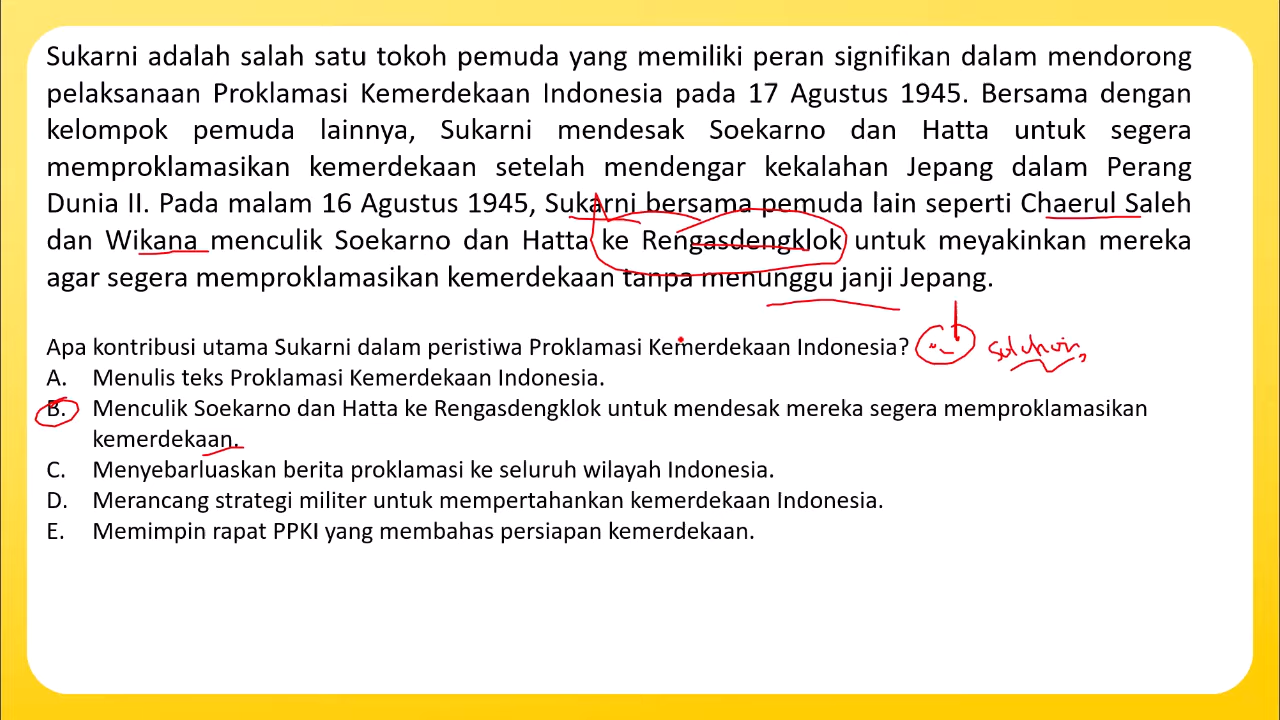 Sukarni adalah salah satu tokoh pemuda yang memiliki peran signifikan dalam mendorong
pelaksanaan Proklamasi Kemerdekaan Indonesia pada 17 Agustus 1945. Bersama dengan
kelompok pemuda lainnya, Sukarni mendesak Soekarno dan Hatta untuk segera
memproklamasikan kemerdekaan setelah mendengar kekalahan Jepang dalam Perang
Dunia II. Pada malam 16 Agustus 1945, Sukarni bersama pemuda lain seperti Chaerul Saleh
dan Wikana menculik Soekarno dan Hatta ke Rengasdengklok untuk meyakinkan mereka
agar segera memproklamasikan kemerdekaan tanpa menunggu janji Jepang.
Apa kontribusi utama Sukarni dalam peristiwa Proklamasi Kemerdekaan Indonesia?
A. Menulis teks Proklamasi Kemerdekaan Indonesia.
B. Menculik Soekarno dan Hatta ke Rengasdengklok untuk mendesak mereka segera memproklamasikan
kemerdekaan.
C. Menyebarluaskan berita proklamasi ke seluruh wilayah Indonesia.
D. Merancang strategi militer untuk mempertahankan kemerdekaan Indonesia.
E. Memimpin rapat PPKI yang membahas persiapan kemerdekaan.